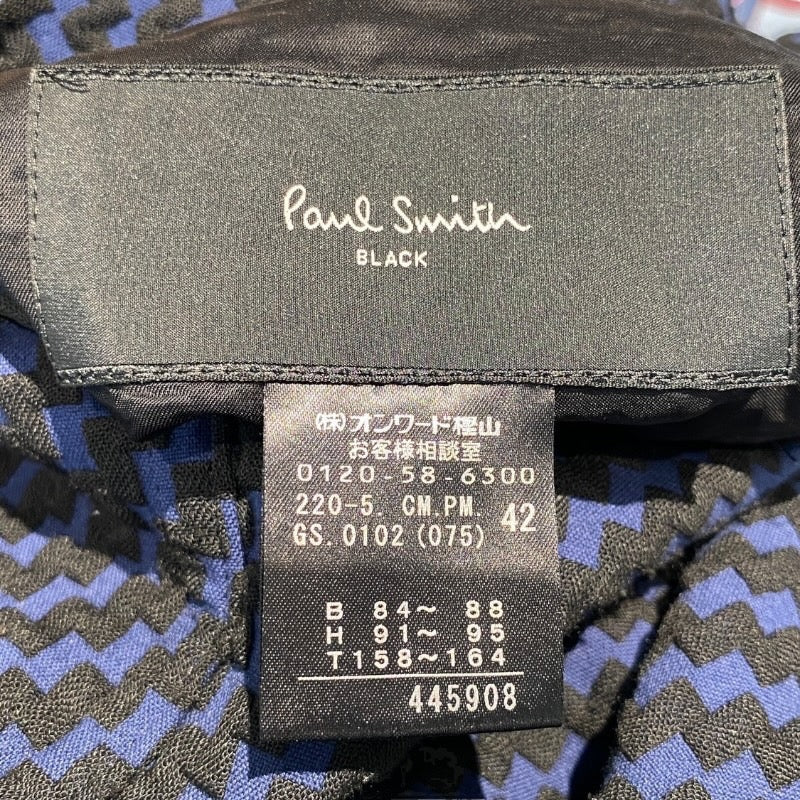 Paul Smith
BLACK
㈱オンワード樫山
お客様相談室
0120-58-6300
220-5. CM.PM. 42
GS.0102(075)
B 84～ 88
H 91～ 95
T158～164
445908